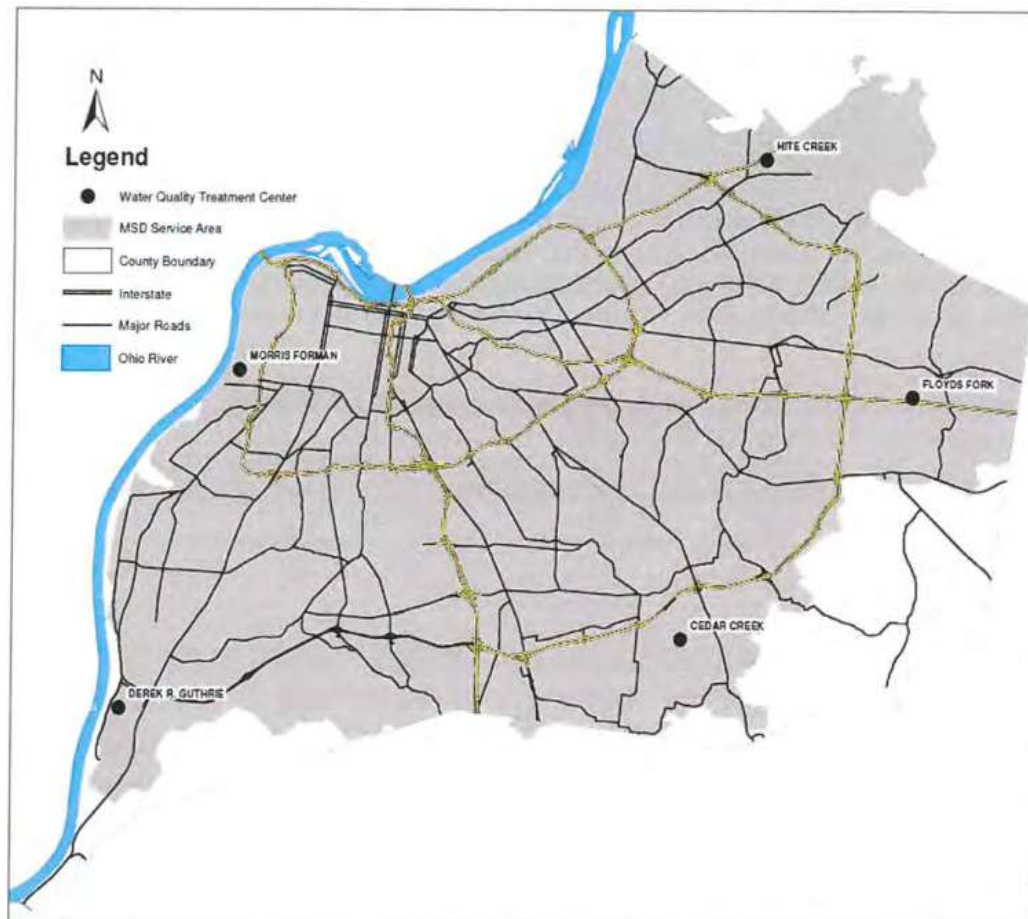 N
Legend
Water Quality Treatment Center
MSD Service Area
County Boundary
Interstate
Major Roads
Ohio River
HITE CREEK
MORRIS FORMAN
FLOYDS FORK
CEDAR CREEK
DEREK R. GUTHRIE